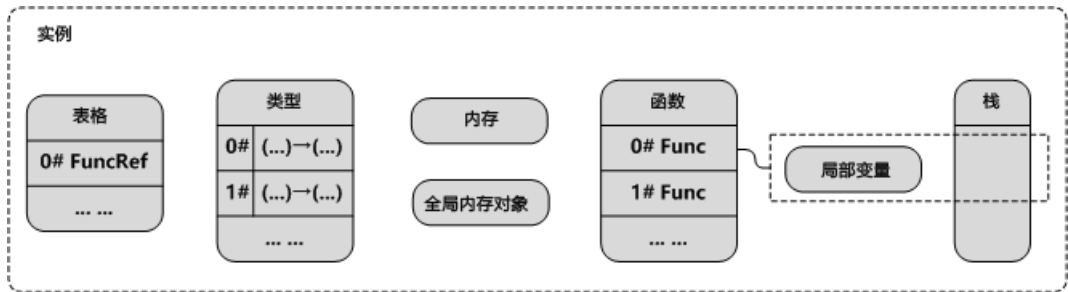 实例
表格
0# FuncRef
... ...
类型
0# (...)→(...)
1# (...)→(...)
... ...
内存
全局内存对象
函数
0# Func
1# Func
... ...
局部变量
栈